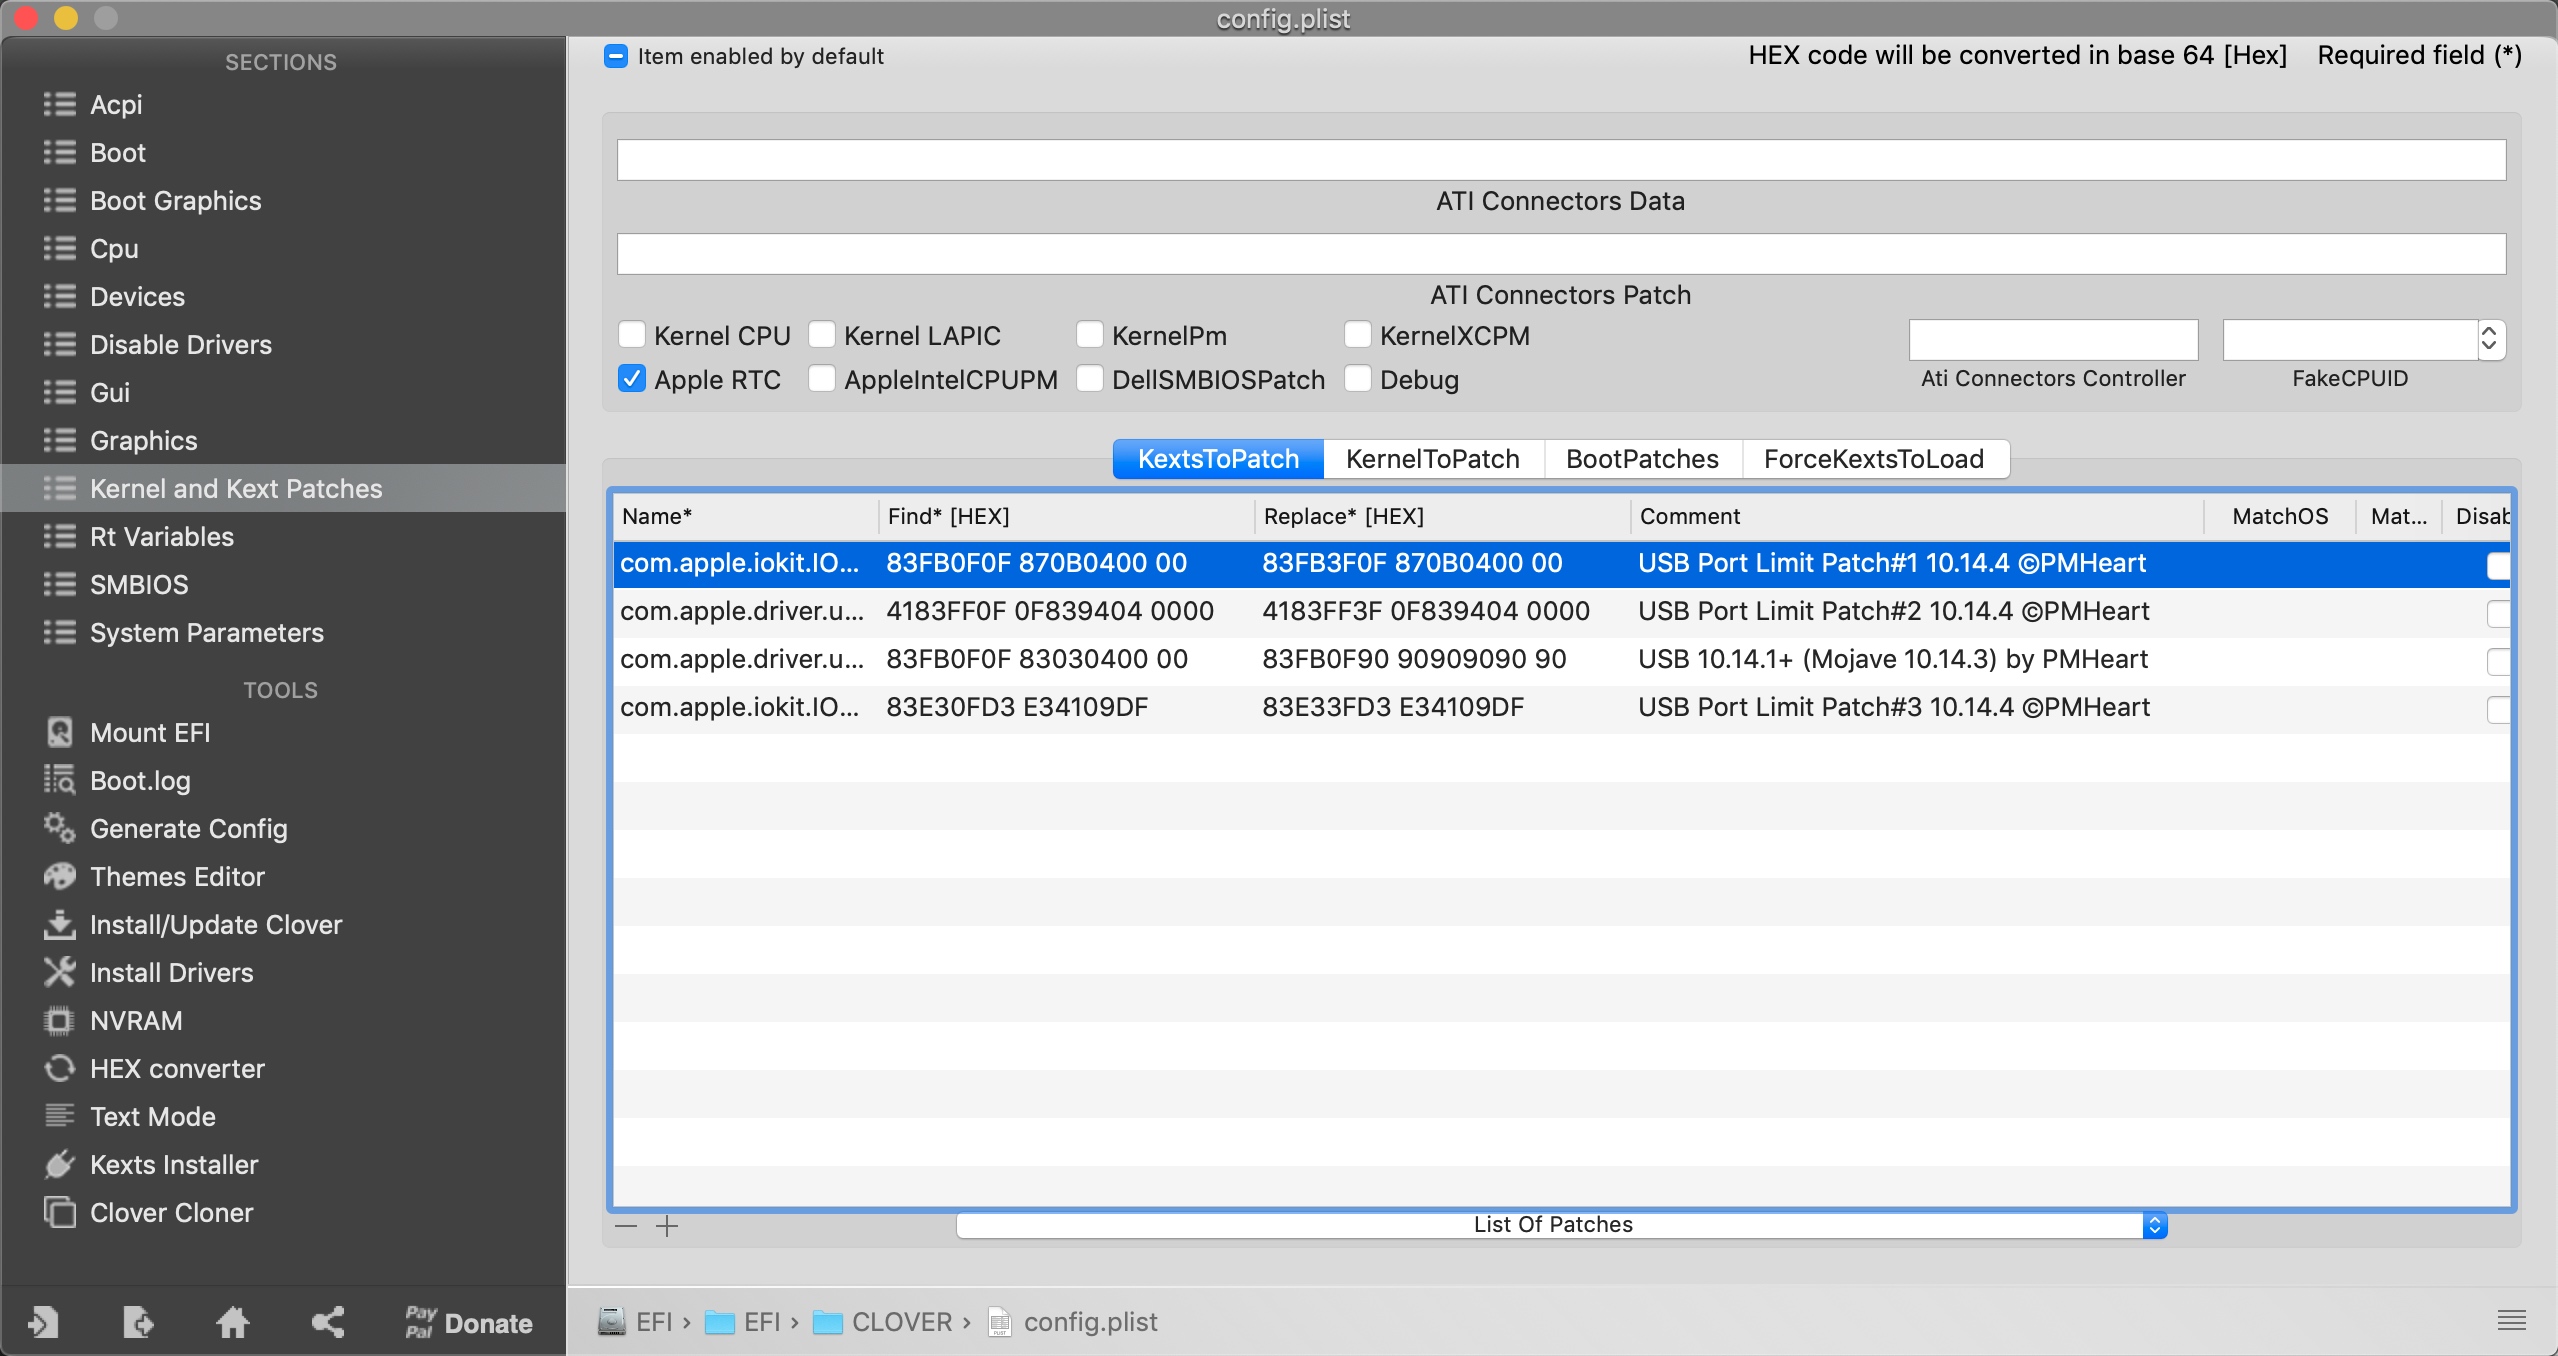 config.plist
SECTIONS
Acpi
Boot
Boot Graphics
Cpu
Devices
Disable Drivers
Gui
Graphics
Kernel and Kext Patches
Rt Variables
SMBIOS
System Parameters
TOOLS
Mount EFI
Boot.log
Generate Config
Themes Editor
Install/Update Clover
Install Drivers
NVRAM
HEX converter
Text Mode
Kexts Installer
Clover Cloner
Pay
Pal Donate
Item enabled by default HEX code will be converted in base 64 [Hex] Required field (*)
ATI Connectors Data
ATI Connectors Patch
Kernel CPU Kernel LAPIC KernelPm KernelXCPM
Apple RTC AppleIntelCPUPM DellSMBIOSPatch Debug Ati Connectors Controller FakeCPUID
KextsToPatch KernelToPatch BootPatches ForceKextsToLoad
Name* Find* [HEX] Replace* [HEX] Comment MatchOS Mat... Disab
com.apple.iokit.IO... 83FB0F0F 870B0400 00 83FB3F0F 870B0400 00 USB Port Limit Patch#1 10.14.4 ©PMHeart
com.apple.driver.u... 4183FF0F 0F839404 0000 4183FF3F 0F839404 0000 USB Port Limit Patch#2 10.14.4 ©PMHeart
com.apple.driver.u... 83FB0F0F 83030400 00 83FB0F90 90909090 90 USB 10.14.1+ (Mojave 10.14.3) by PMHeart
com.apple.iokit.IO... 83E30FD3 E34109DF 83E33FD3 E34109DF USB Port Limit Patch#3 10.14.4 ©PMHeart
List Of Patches
EFI › EFI › CLOVER › config.plist